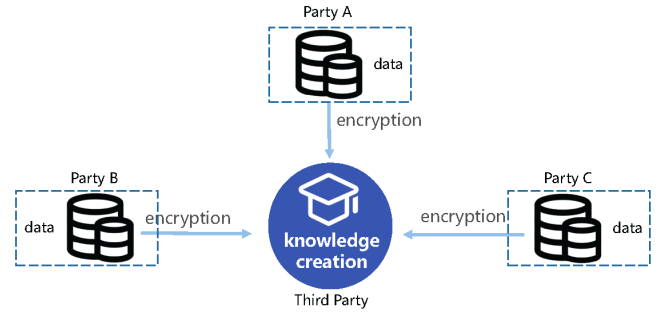 Party A
data
encryption
Party B
data
encryption
knowledge
creation
Third Party
Party C
encryption
data